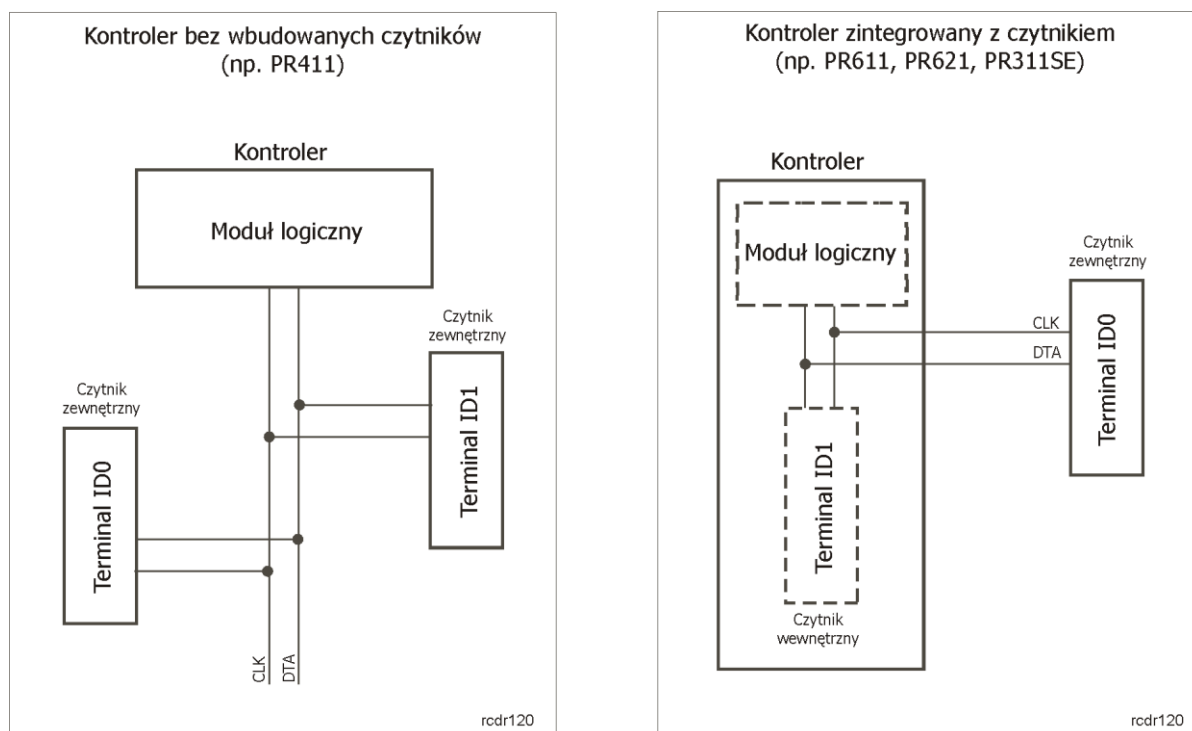 Kontroler bez wbudowanych czytników
(np. PR411)
Kontroler
Moduł logiczny
Czytnik
zewnętrzny
Terminal ID1
Czytnik
zewnętrzny
Terminal ID0
CLK
DTA
rcdr120
Kontroler zintegrowany z czytnikiem
(np. PR611, PR621, PR311SE)
Kontroler
Moduł logiczny
Czytnik
zewnętrzny
Terminal ID0
CLK
DTA
Terminal ID1
Czytnik
wewnętrzny
rcdr120